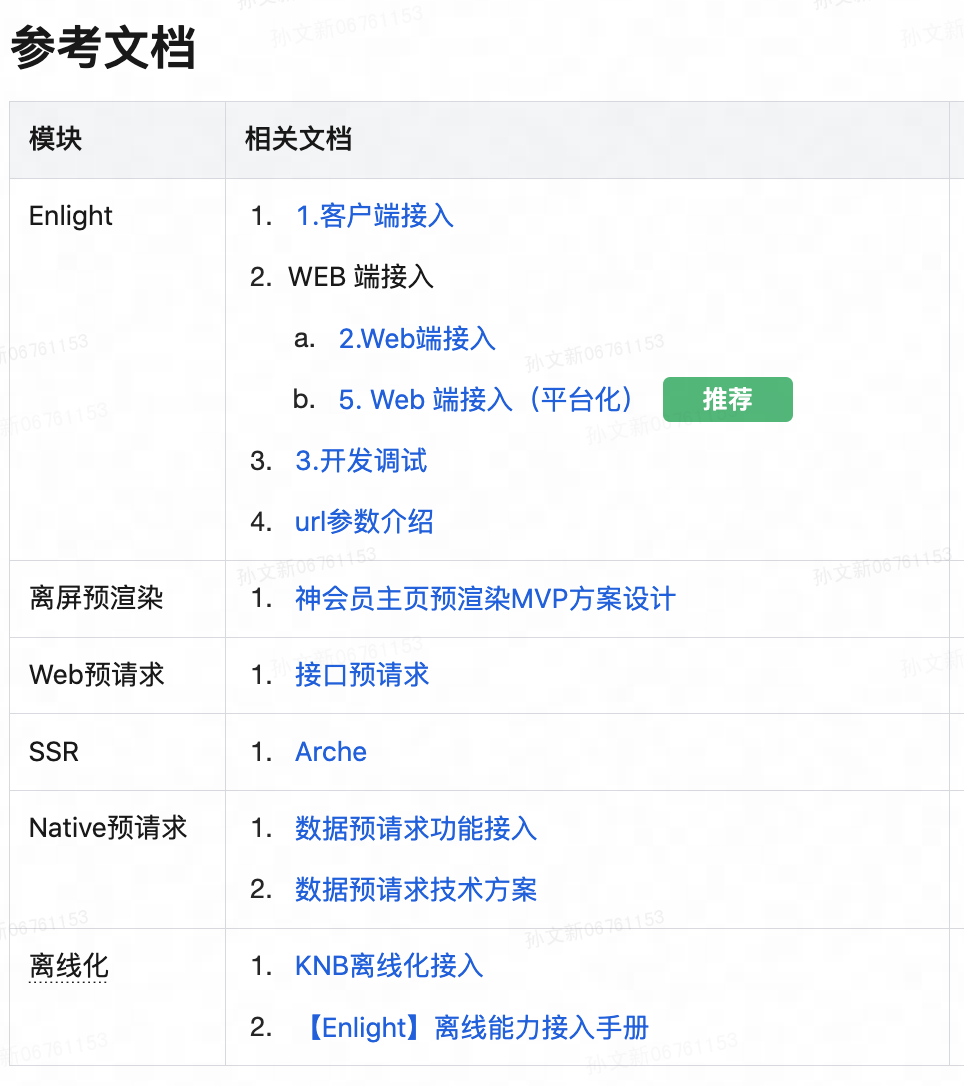 参考文档
模块 相关文档
Enlight 1. 1.客户端接入
2. WEB 端接入
a. 2.Web端接入
b. 5. Web 端接入（平台化） 推荐
3. 3.开发调试
4. url参数介绍
离屏预渲染 1. 神会员主页预渲染MVP方案设计
Web预请求 1. 接口预请求
SSR 1. Arche
Native预请求 1. 数据预请求功能接入
2. 数据预请求技术方案
离线化 1. KNB离线化接入
2. 【Enlight】离线能力接入手册
孙文新06761153